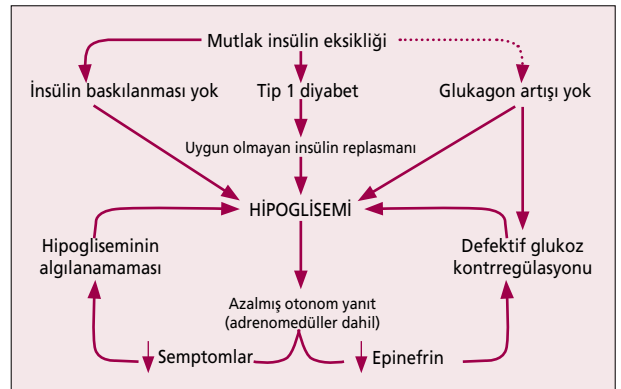 Mutlak insülin eksikliği
İnsülin baskılanması yok
Tip 1 diyabet
Glukagon artışı yok
Uygun olmayan insülin replasmanı
HİPOGLİSEMİ
Hipogliseminin
algılanamaması
Defektif glukoz
kontrregülasyonu
Azalmış otonom yanıt
(adrenomedüller dahil)
Semptomlar
Epinefrin